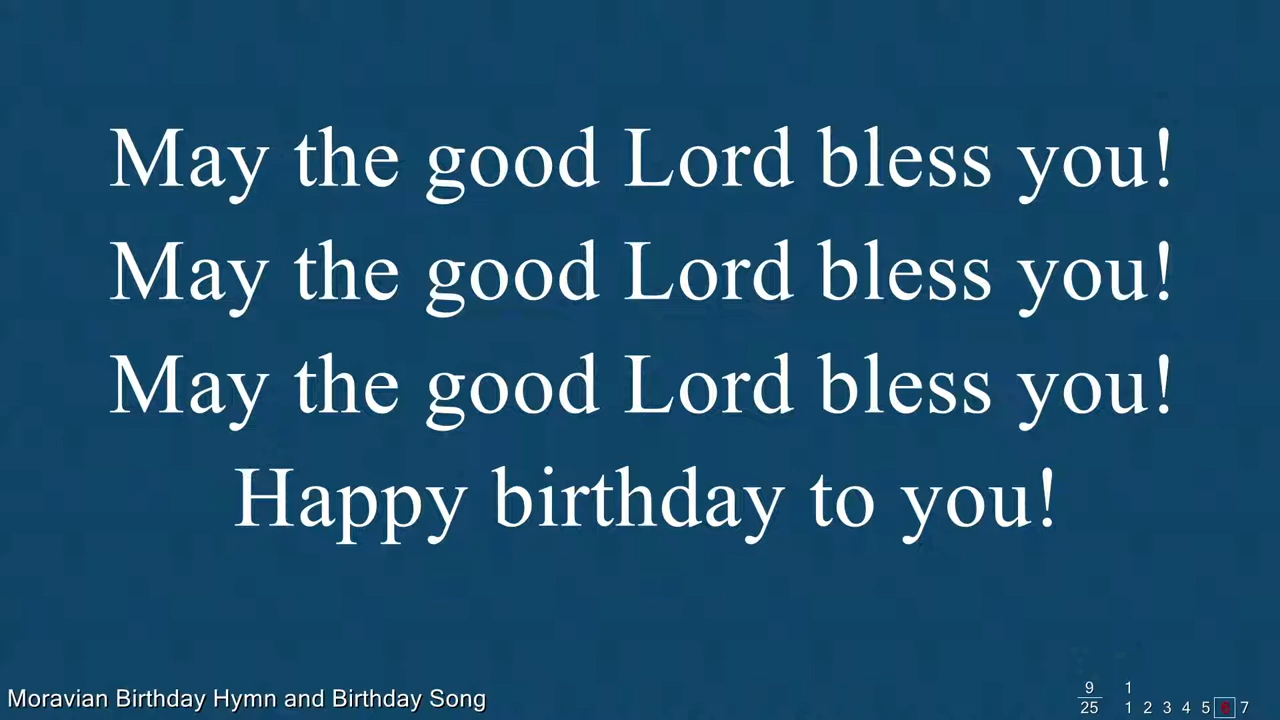 May the good Lord bless you!
May the good Lord bless you!
May the good Lord bless you!
Happy birthday to you!
Moravian Birthday Hymn and Birthday Song
9 1
25 1 2 3 4 5 6 7